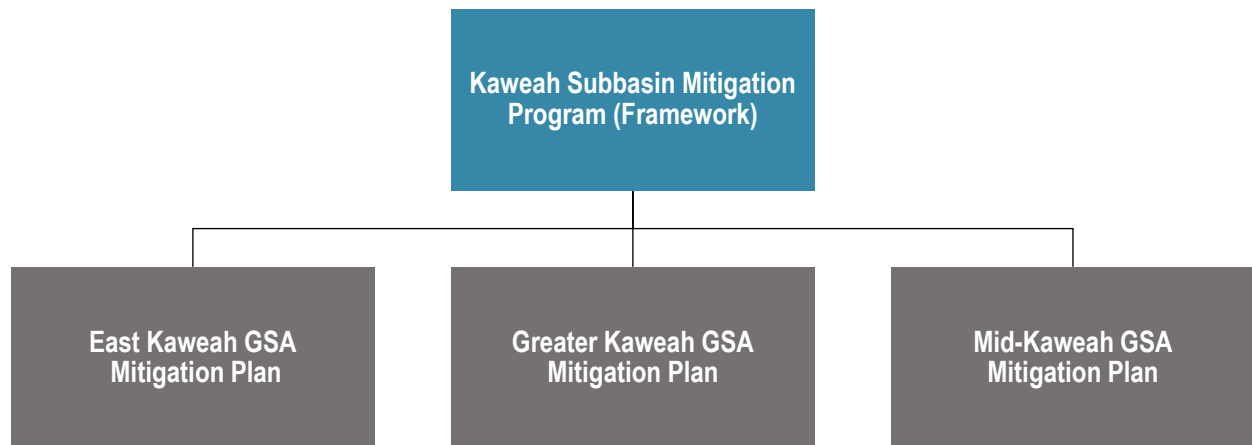 Kaweah Subbasin Mitigation
Program (Framework)
East Kaweah GSA
Mitigation Plan
Greater Kaweah GSA
Mitigation Plan
Mid-Kaweah GSA
Mitigation Plan